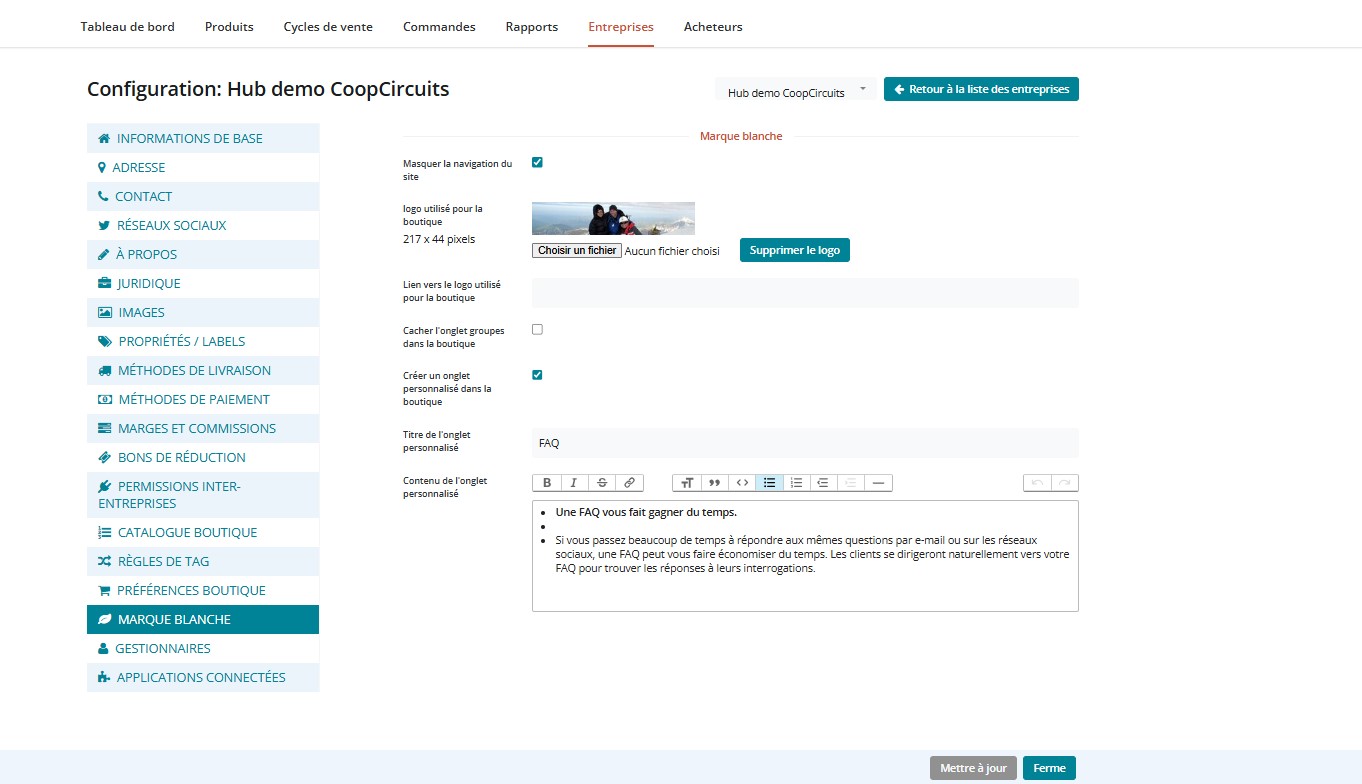 Tableau de bord Produits Cycles de vente Commandes Rapports Entreprises Acheteurs
Configuration: Hub demo CoopCircuits
Hub demo CoopCircuits
Retour à la liste des entreprises
INFORMATIONS DE BASE
ADRESSE
CONTACT
RÉSEAUX SOCIAUX
À PROPOS
JURIDIQUE
IMAGES
PROPRIÉTÉS / LABELS
MÉTHODES DE LIVRAISON
MÉTHODES DE PAIEMENT
MARGES ET COMMISSIONS
BONS DE RÉDUCTION
PERMISSIONS INTER-
ENTREPRISES
CATALOGUE BOUTIQUE
RÈGLES DE TAG
PRÉFÉRENCES BOUTIQUE
MARQUE BLANCHE
GESTIONNAIRES
APPLICATIONS CONNECTÉES
Marque blanche
Masquer la navigation du
site
logo utilisé pour la
boutique
217 x 44 pixels
Choisir un fichier Aucun fichier choisi
Supprimer le logo
Lien vers le logo utilisé
pour la boutique
Cacher l'onglet groupes
dans la boutique
Créer un onglet
personnalisé dans la
boutique
Titre de l'onglet
personnalisé
FAQ
Contenu de l'onglet
personnalisé
Une FAQ vous fait gagner du temps.
Si vous passez beaucoup de temps à répondre aux mêmes questions par e-mail ou sur les réseaux
sociaux, une FAQ peut vous faire économiser du temps. Les clients se dirigeront naturellement vers votre
FAQ pour trouver les réponses à leurs interrogations.
Mettre à jour
Ferme